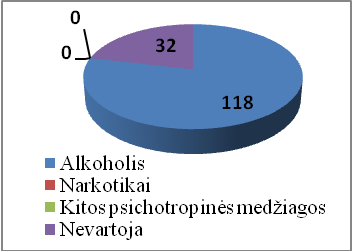 0
0
32
118
Alkoholis
Narkotikai
Kitos psichotropinės medžiagos
Nevartoja